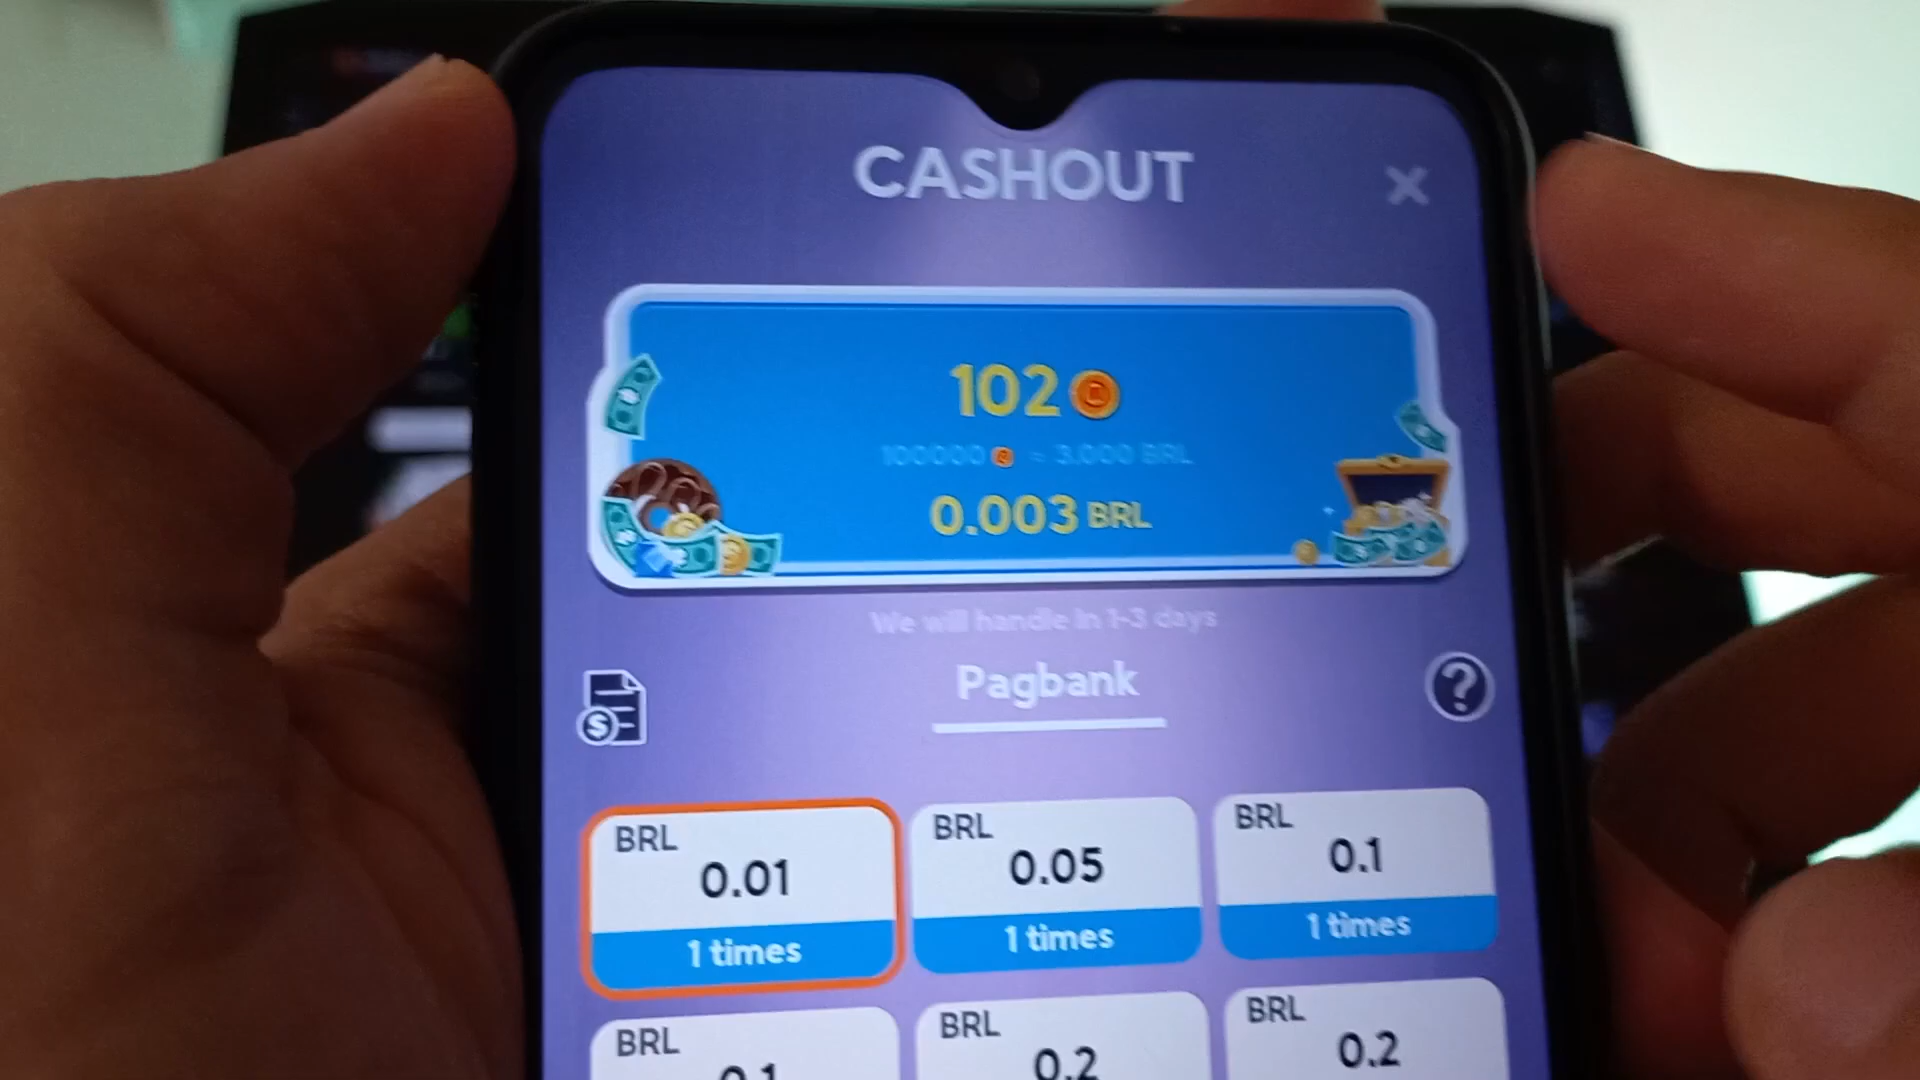 CASHOUT
102
100000 = 3.000 BRL
0.003 BRL
We will handle in 1-3 days
Pagbank
BRL 0.01
1 times
BRL 0.05
1 times
BRL 0.1
1 times
BRL 0.1
BRL 0.2
BRL 0.2